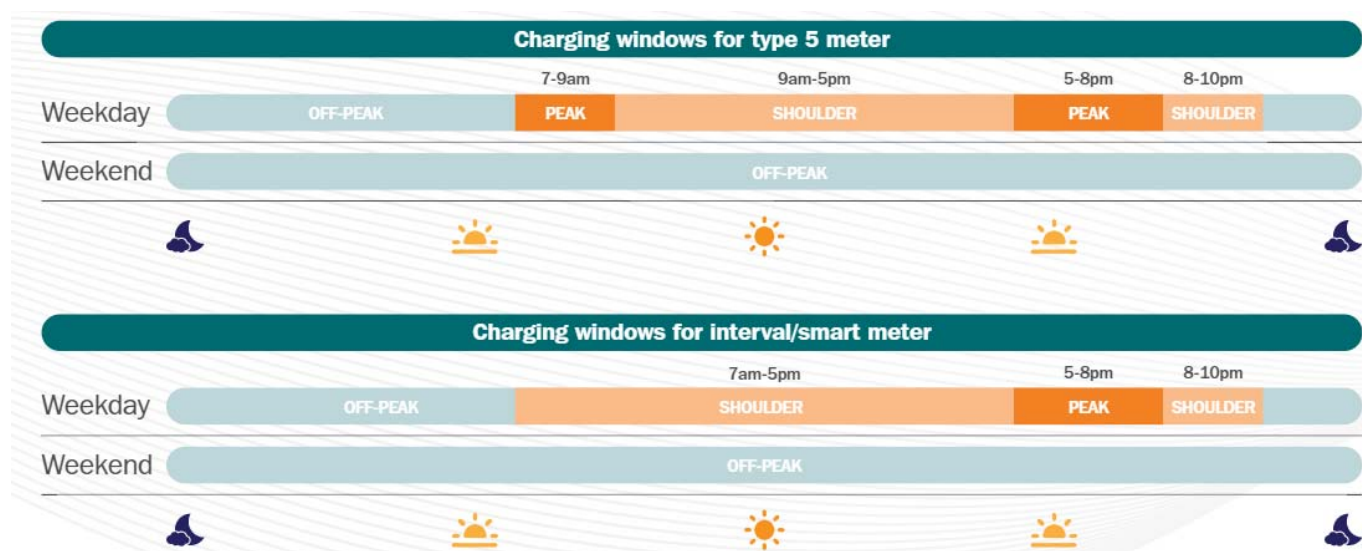 Charging windows for type 5 meter
7-9am 9am-5pm 5-8pm 8-10pm
Weekday OFF-PEAK PEAK SHOULDER PEAK SHOULDER
Weekend OFF-PEAK
Charging windows for interval/smart meter
7am-5pm 5-8pm 8-10pm
Weekday OFF-PEAK SHOULDER PEAK SHOULDER
Weekend OFF-PEAK